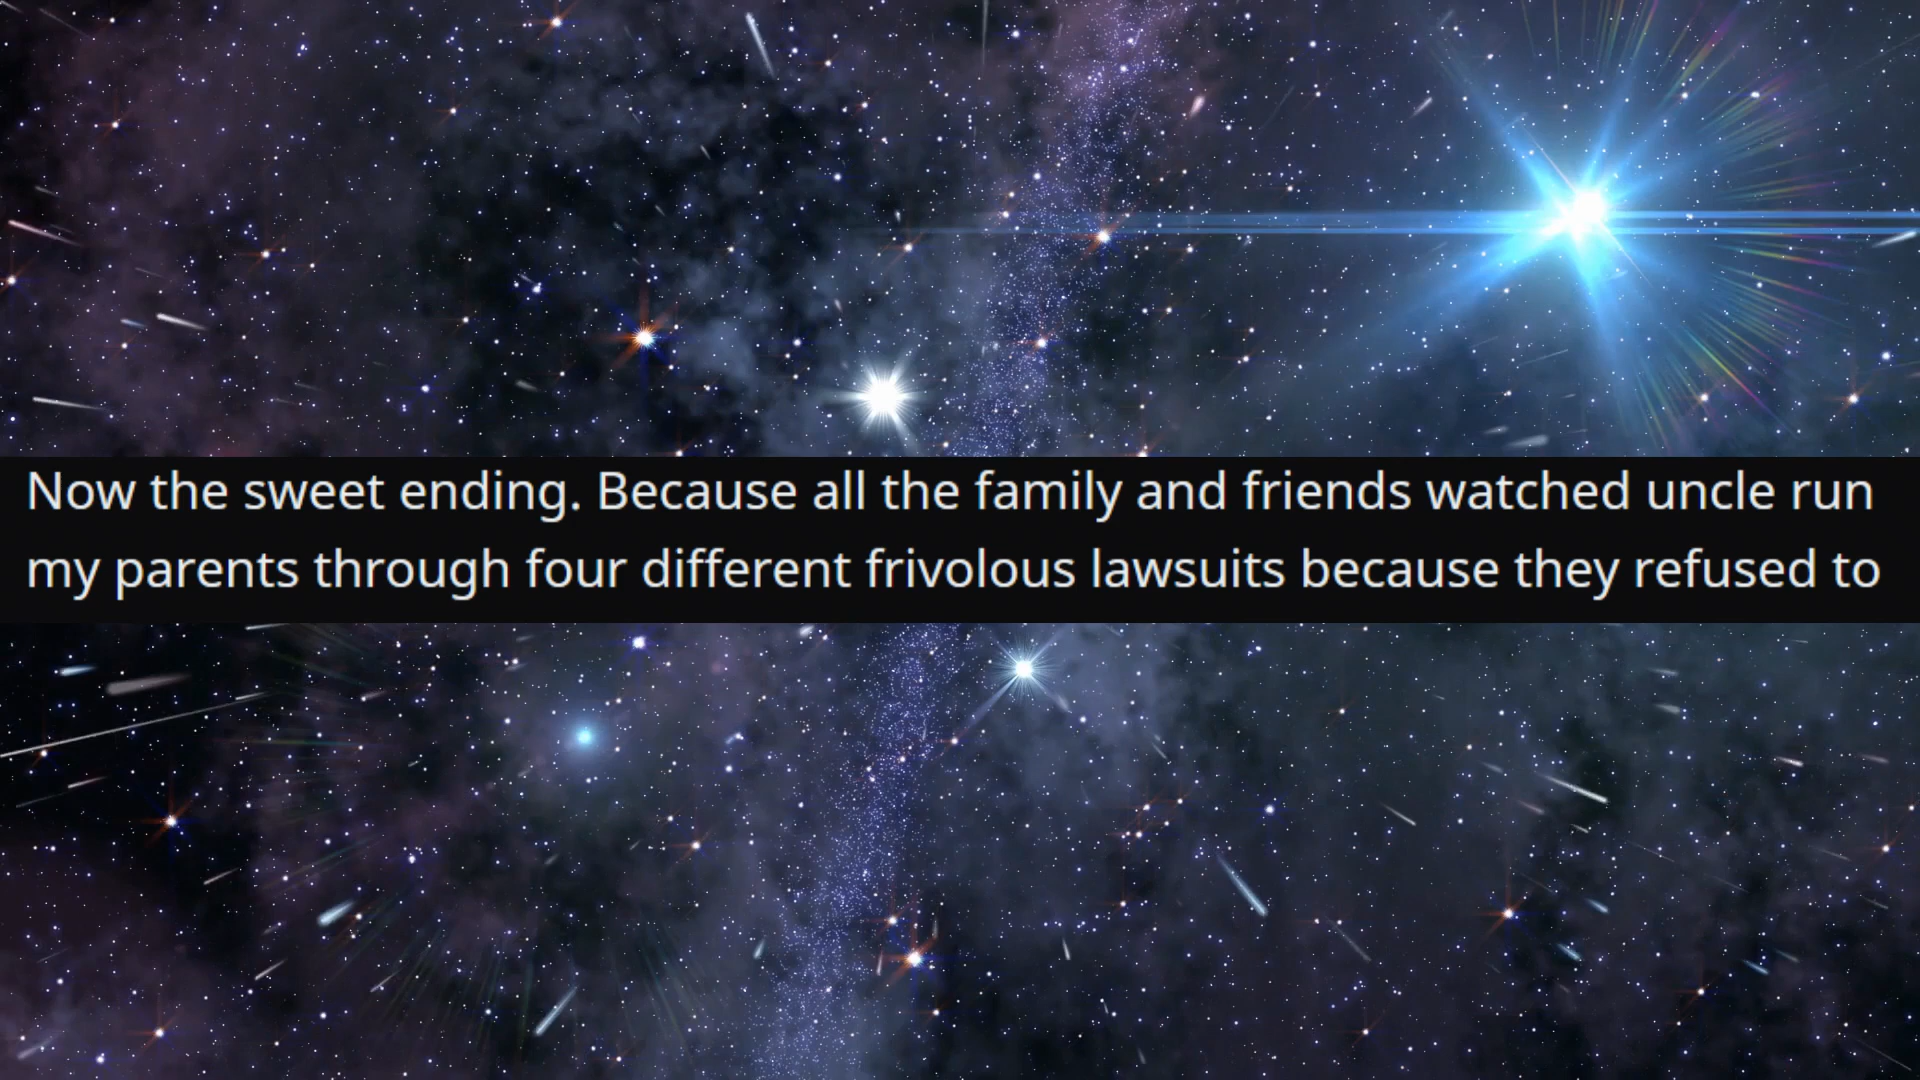 Now the sweet ending. Because all the family and friends watched uncle run
my parents through four different frivolous lawsuits because they refused to